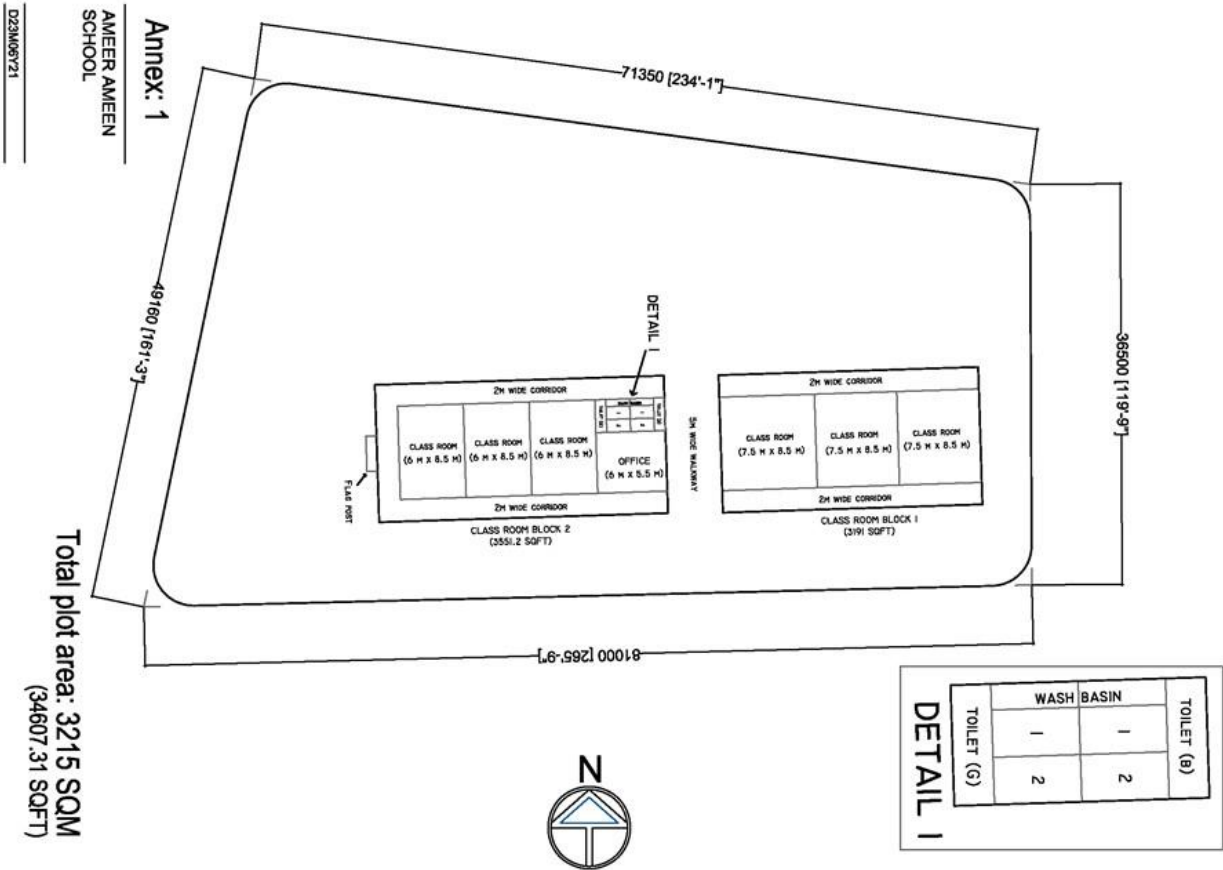 Annex: 1
AMEER AMEEN
SCHOOL
D23M06Y21
71350 [234'-1"]
36500 [119'-9"]
49160 [161'-3"]
81000 [265'-9"]
DETAIL 1
2M WIDE CORRIDOR
CLASS ROOM
(6 M X 8.5 M)
CLASS ROOM
(6 M X 8.5 M)
CLASS ROOM
(6 M X 8.5 M)
OFFICE
(6 M X 5.5 M)
2M WIDE CORRIDOR
CLASS ROOM BLOCK 2
(3551.2 SQFT)
FLAG POST
5M WIDE WALKWAY
2M WIDE CORRIDOR
CLASS ROOM
(7.5 M X 8.5 M)
CLASS ROOM
(7.5 M X 8.5 M)
CLASS ROOM
(7.5 M X 8.5 M)
2M WIDE CORRIDOR
CLASS ROOM BLOCK 1
(3191 SQFT)
Total plot area: 3215 SQM
(34607.31 SQFT)
N
TOILET (G)
WASH BASIN
1
1
2
2
TOILET (B)
DETAIL 1